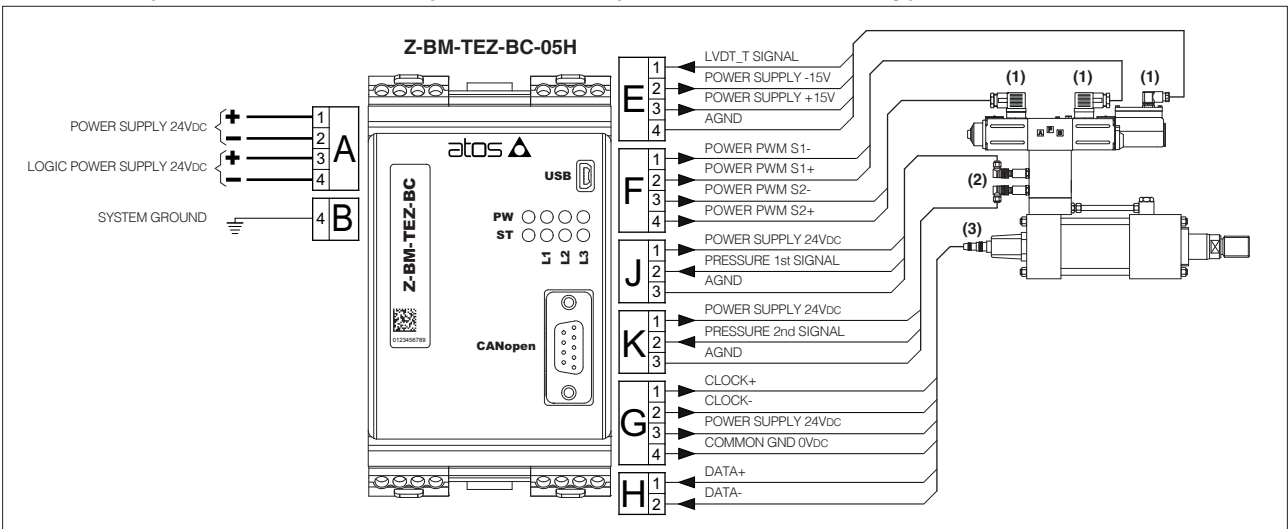 Z-BM-TEZ-BC-05H
POWER SUPPLY 24VDC
+
−
LOGIC POWER SUPPLY 24VDC
+
−
1
2
3
4
A
SYSTEM GROUND
4
B
atos
USB
PW
ST
L1
L2
L3
Z-BM-TEZ-BC
0123456789
CANopen
E
1 LVDT_T SIGNAL
2 POWER SUPPLY -15V
3 POWER SUPPLY +15V
4 AGND
F
1 POWER PWM S1-
2 POWER PWM S1+
3 POWER PWM S2-
4 POWER PWM S2+
J
1 POWER SUPPLY 24VDC
2 PRESSURE 1st SIGNAL
3 AGND
K
1 POWER SUPPLY 24VDC
2 PRESSURE 2nd SIGNAL
3 AGND
G
1 CLOCK+
2 CLOCK-
3 POWER SUPPLY 24VDC
4 COMMON GND 0VDC
H
1 DATA+
2 DATA-
(1)
(1)
(1)
A P B
(2)
(3)